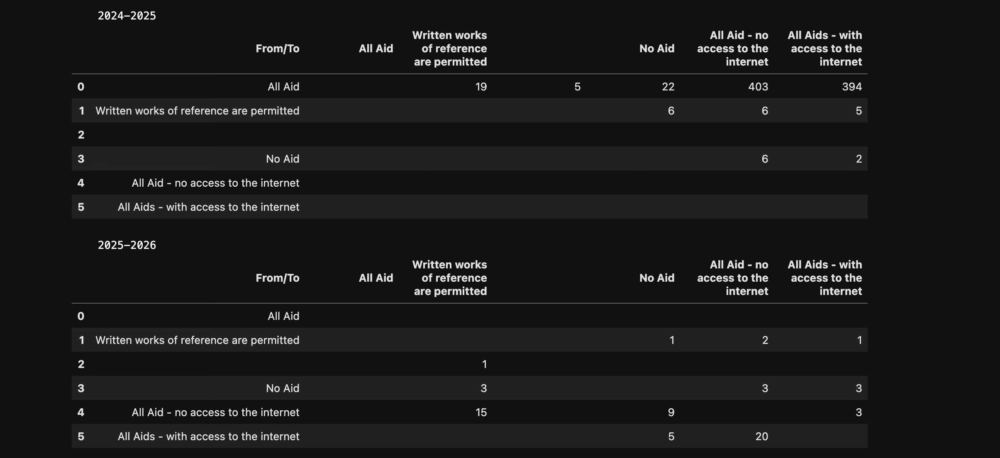 2024–2025
From/To All Aid Written works of reference are permitted No Aid All Aid - no access to the internet All Aids - with access to the internet
0 All Aid 19 5 22 403 394
1 Written works of reference are permitted 6 6 5
2
3 No Aid 6 2
4 All Aid - no access to the internet
5 All Aids - with access to the internet
2025–2026
From/To All Aid Written works of reference are permitted No Aid All Aid - no access to the internet All Aids - with access to the internet
0 All Aid
1 Written works of reference are permitted 1 2 1
2 1
3 No Aid 3 3 3
4 All Aid - no access to the internet 15 9 3
5 All Aids - with access to the internet 5 20